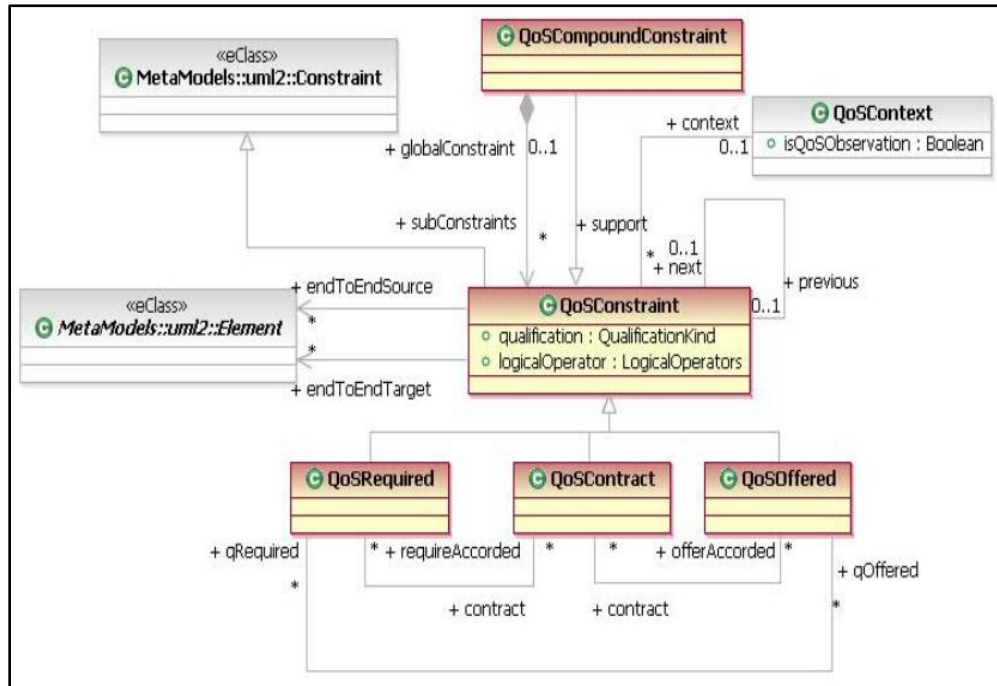 QoSCompoundConstraint
«eClass»
MetaModels::uml2::Constraint
QoSContext
isQoSObservation : Boolean
+ context
0..1
+ globalConstraint
0..1
+ subConstraints
*
+ support
*
0..1
+ next
+ previous
0..1
«eClass»
MetaModels::uml2::Element
+ endToEndSource
*
*
+ endToEndTarget
QoSConstraint
qualification : QualificationKind
logicalOperator : LogicalOperators
QoSRequired
QoSContract
QoSOffered
+ qRequired
*
* + requireAccorded *
* + offerAccorded *
+ qOffered
*
+ contract
+ contract